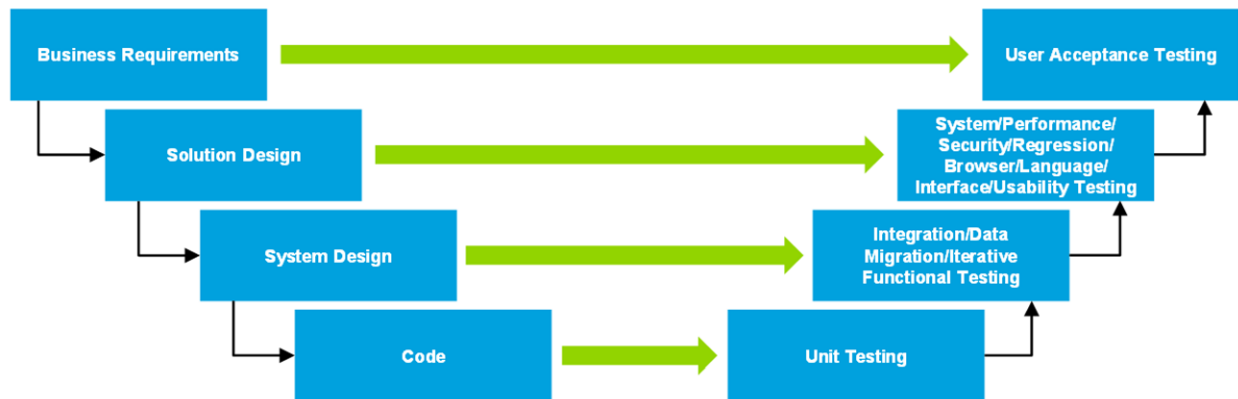 Business Requirements
User Acceptance Testing
Solution Design
System/Performance/
Security/Regression/
Browser/Language/
Interface/Usability Testing
System Design
Integration/Data
Migration/Iterative
Functional Testing
Code
Unit Testing